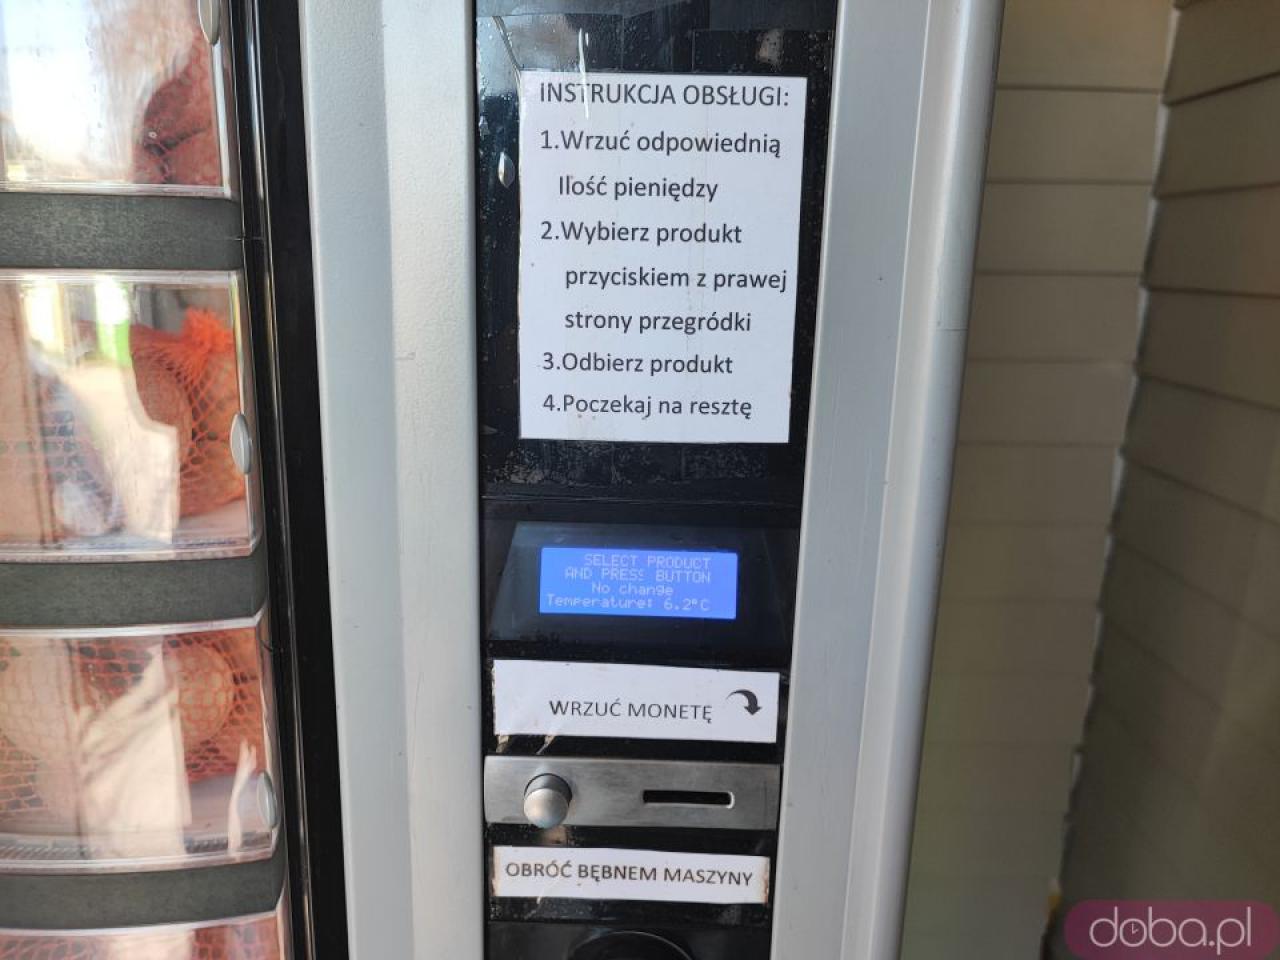 INSTRUKCJA OBSŁUGI:
1.Wrzuć odpowiednią
Ilość pieniędzy
2.Wybierz produkt
przyciskiem z prawej
strony przegródki
3.Odbierz produkt
4.Poczekaj na resztę
SELECT PRODUCT
AND PRESS BUTTON
No change
Temperature: 6.2°C
WRZUĆ MONETĘ
OBRÓĆ BĘBNEM MASZYNY
doba.pl